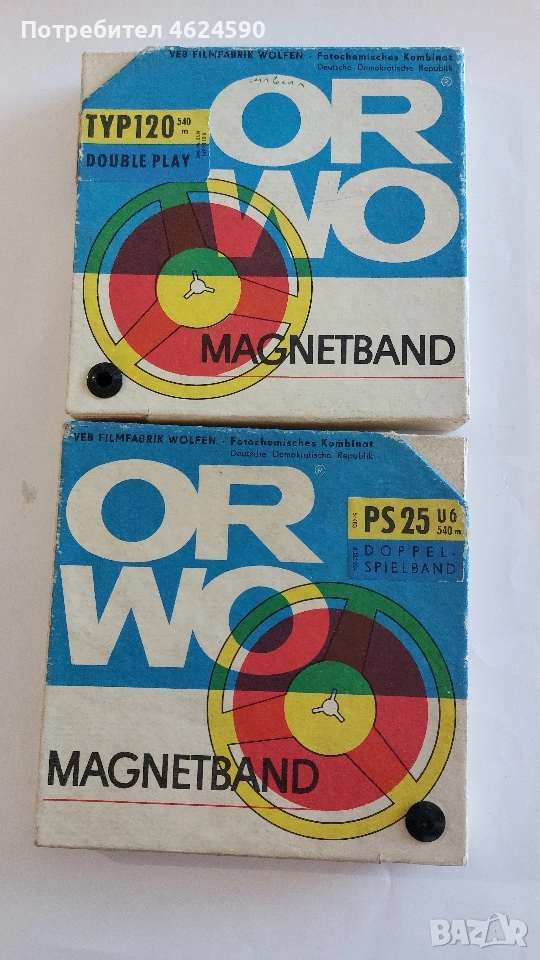 Потребител 4624590
VEB FILMFABRIK WOLFEN · Fotochemisches Kombinat
Deutsche Demokratische Republik
TYP120 540 m
DOUBLE PLAY
OR ®
WO
MAGNETBAND
VEB FILMFABRIK WOLFEN · Fotochemisches Kombinat
Deutsche Demokratische Republik
OR ®
WO
PS 25 U6
540 m
DOPPEL-
SPIELBAND
MAGNETBAND
BAZAR